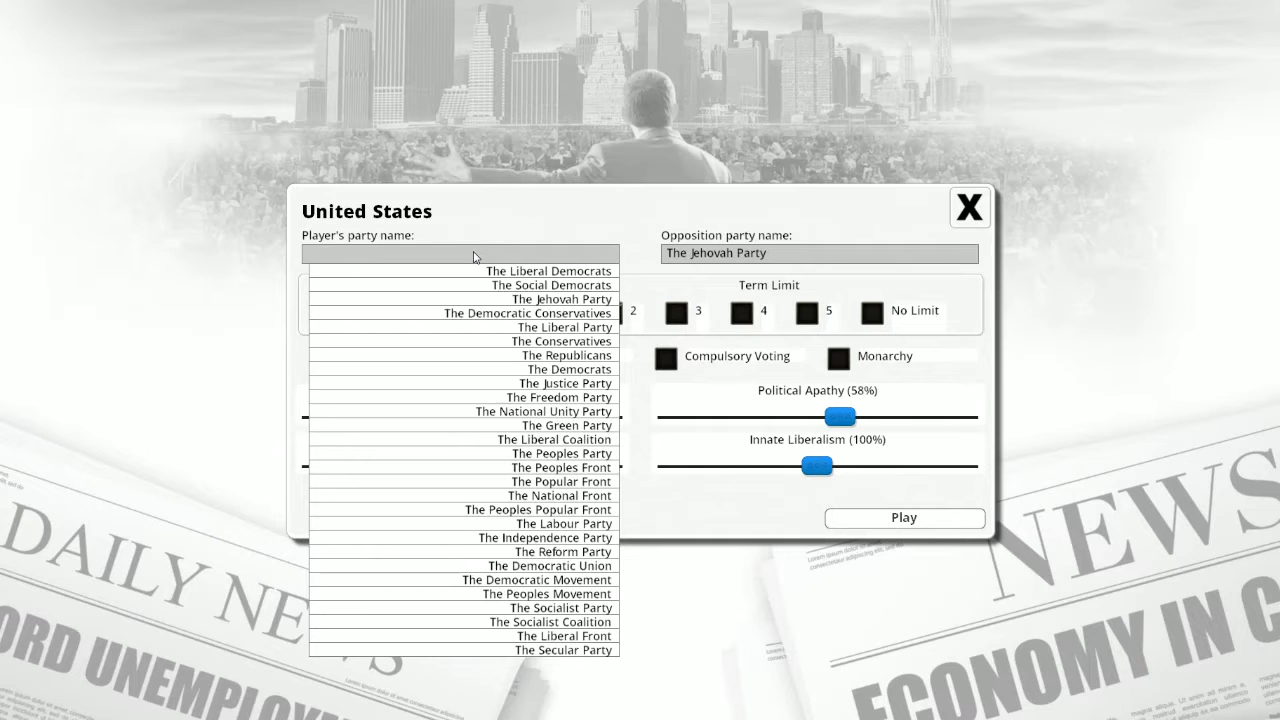 United States
X
Player's party name:
Opposition party name:
The Jehovah Party
The Liberal Democrats
The Social Democrats
The Jehovah Party
The Democratic Conservatives
The Liberal Party
The Conservatives
The Republicans
The Democrats
The Justice Party
The Freedom Party
The National Unity Party
The Green Party
The Liberal Coalition
The Peoples Party
The Peoples Front
The Popular Front
The National Front
The Peoples Popular Front
The Labour Party
The Independence Party
The Reform Party
The Democratic Union
The Democratic Movement
The Peoples Movement
The Socialist Party
The Socialist Coalition
The Liberal Front
The Secular Party
Term Limit
2 3 4 5 No Limit
Compulsory Voting Monarchy
Political Apathy (58%)
Innate Liberalism (100%)
Play
DAILY NEWS
ORD UNEMPLOY
NEWS
ECONOMY IN C